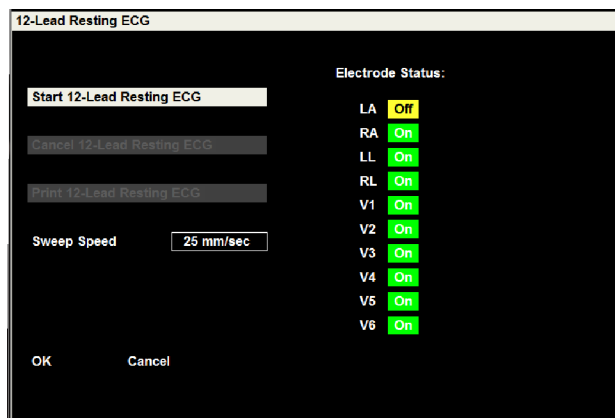 12-Lead Resting ECG
Electrode Status:
Start 12-Lead Resting ECG
LA Off
RA On
Cancel 12-Lead Resting ECG
LL On
RL On
Print 12-Lead Resting ECG
V1 On
V2 On
Sweep Speed 25 mm/sec
V3 On
V4 On
V5 On
V6 On
OK Cancel